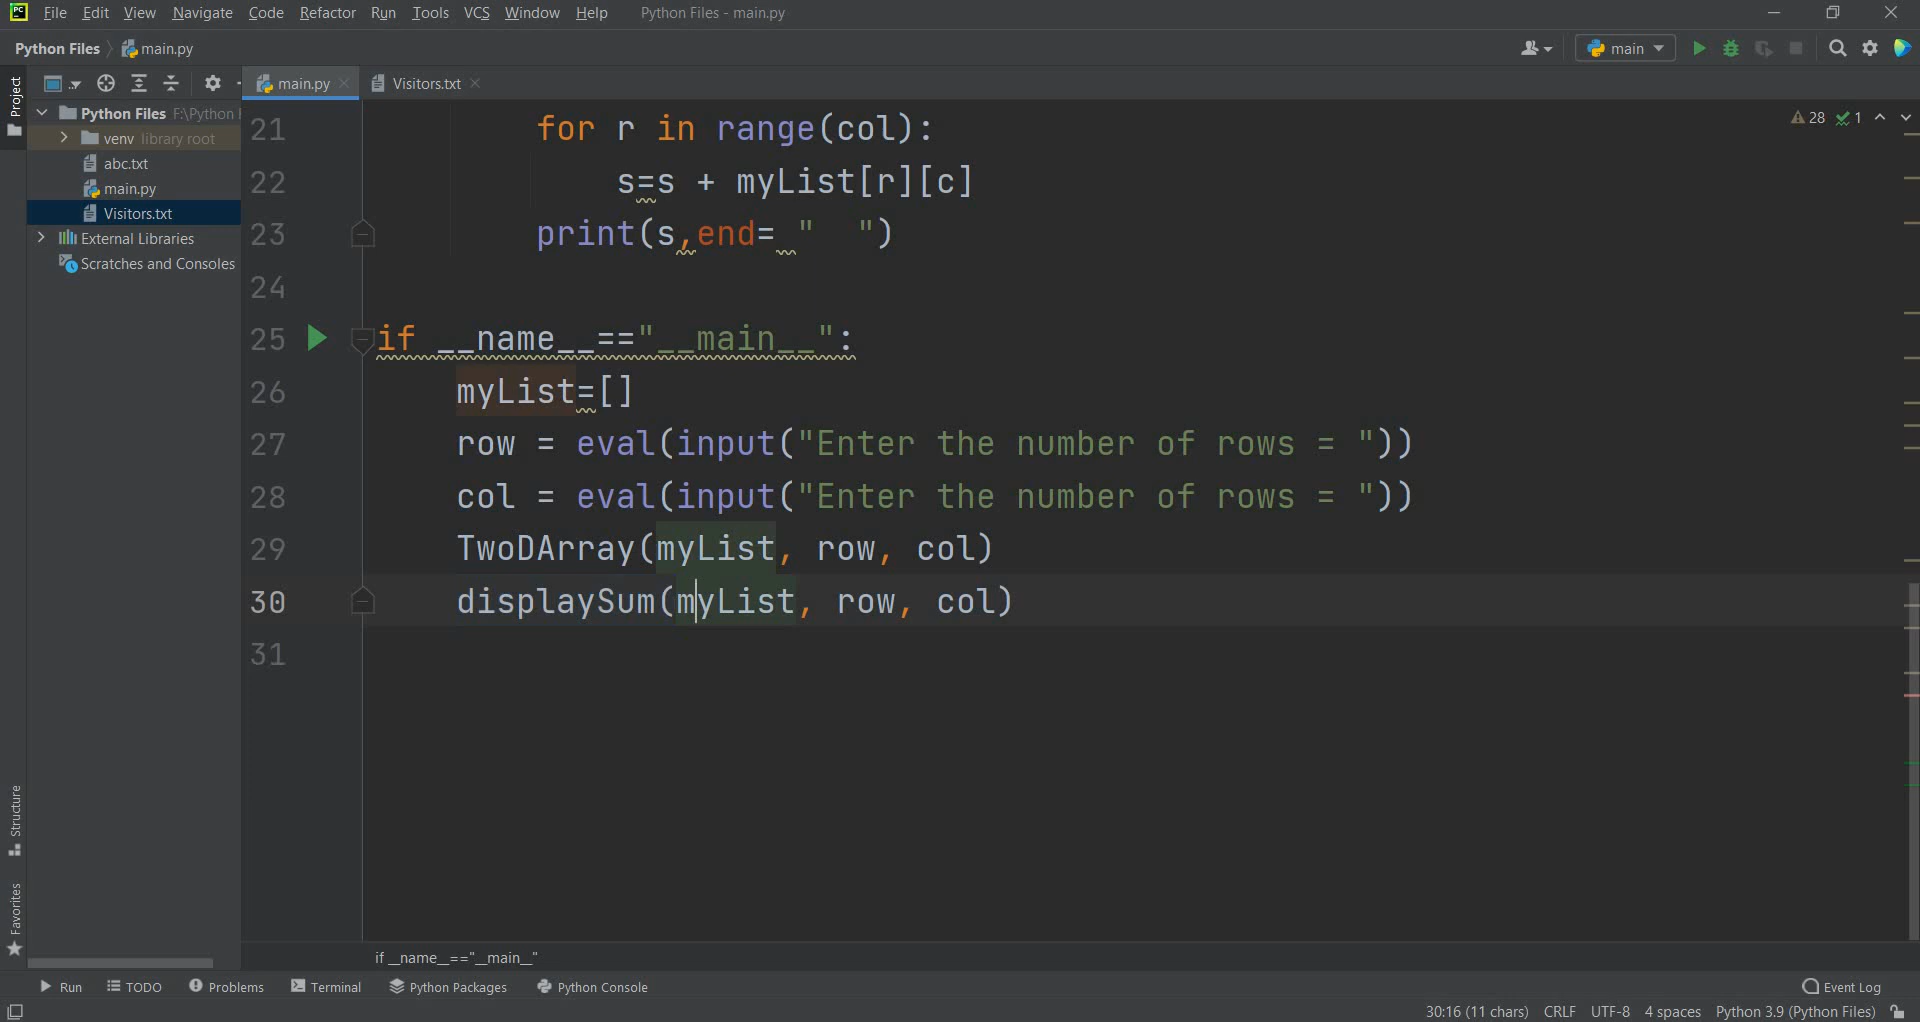 PC File Edit View Navigate Code Refactor Run Tools VCS Window Help Python Files - main.py
Python Files main.py main
Project main.py Visitors.txt
Python Files F:\Python
venv library root
abc.txt
main.py
Visitors.txt
External Libraries
Scratches and Consoles
28 1
21 for r in range(col):
22 s=s + myList[r][c]
23 print(s,end= "  ")
24
25 if __name__=="__main__":
26 myList=[]
27 row = eval(input("Enter the number of rows = "))
28 col = eval(input("Enter the number of rows = "))
29 TwoDArray(myList, row, col)
30 displaySum(myList, row, col)
31
Structure
Favorites
if __name__=="__main__"
Run TODO Problems Terminal Python Packages Python Console Event Log
30:16 (11 chars) CRLF UTF-8 4 spaces Python 3.9 (Python Files)